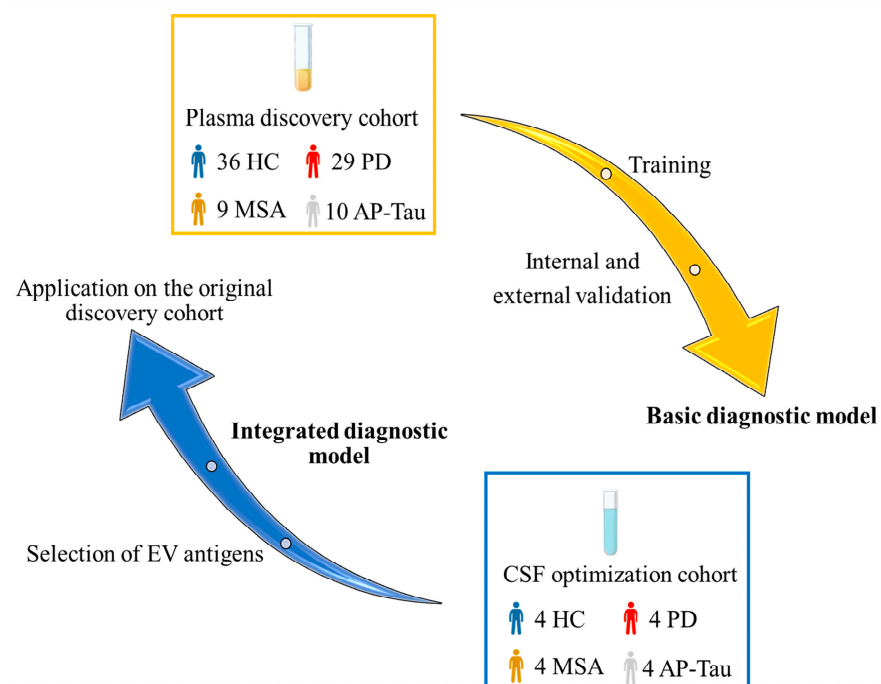 Plasma discovery cohort
36 HC
29 PD
9 MSA
10 AP-Tau
Training
Internal and
external validation
Basic diagnostic model
Application on the original
discovery cohort
Integrated diagnostic
model
Selection of EV antigens
CSF optimization cohort
4 HC
4 PD
4 MSA
4 AP-Tau